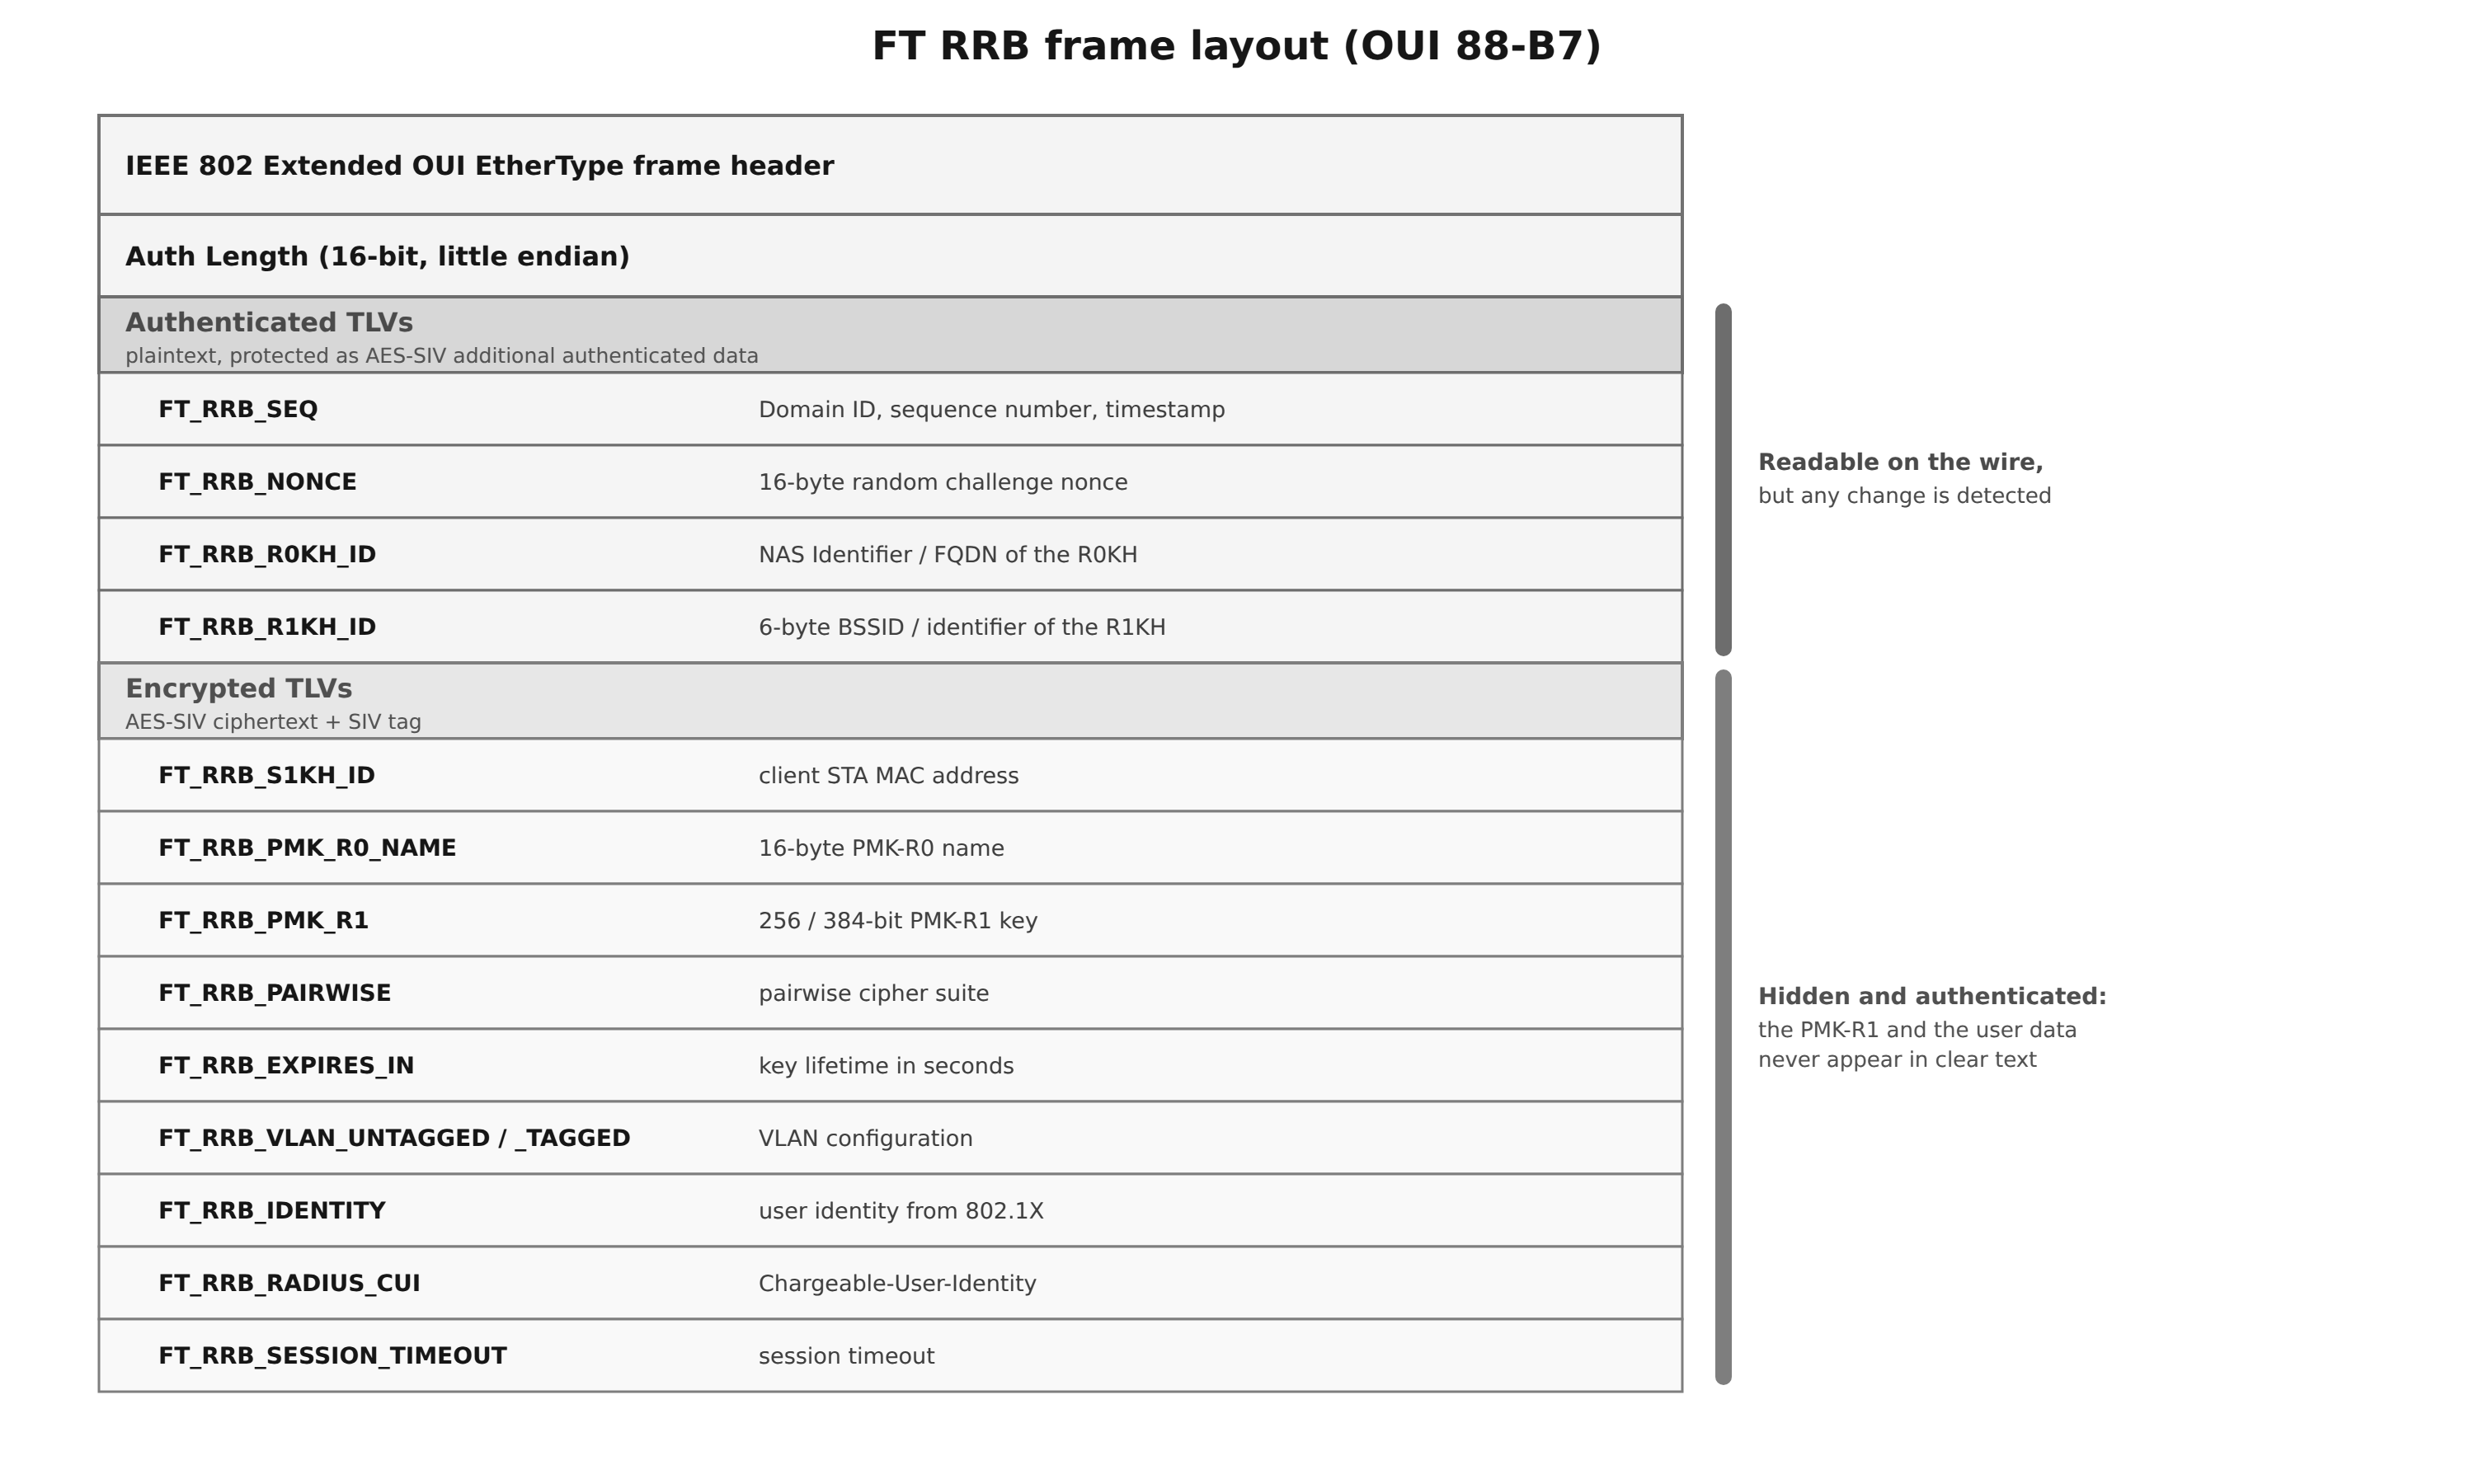 FT RRB frame layout (OUI 88-B7)
IEEE 802 Extended OUI EtherType frame header
Auth Length (16-bit, little endian)
Authenticated TLVs
plaintext, protected as AES-SIV additional authenticated data
FT_RRB_SEQ Domain ID, sequence number, timestamp
FT_RRB_NONCE 16-byte random challenge nonce
FT_RRB_R0KH_ID NAS Identifier / FQDN of the R0KH
FT_RRB_R1KH_ID 6-byte BSSID / identifier of the R1KH
Readable on the wire,
but any change is detected
Encrypted TLVs
AES-SIV ciphertext + SIV tag
FT_RRB_S1KH_ID client STA MAC address
FT_RRB_PMK_R0_NAME 16-byte PMK-R0 name
FT_RRB_PMK_R1 256 / 384-bit PMK-R1 key
FT_RRB_PAIRWISE pairwise cipher suite
FT_RRB_EXPIRES_IN key lifetime in seconds
FT_RRB_VLAN_UNTAGGED / _TAGGED VLAN configuration
FT_RRB_IDENTITY user identity from 802.1X
FT_RRB_RADIUS_CUI Chargeable-User-Identity
FT_RRB_SESSION_TIMEOUT session timeout
Hidden and authenticated:
the PMK-R1 and the user data
never appear in clear text